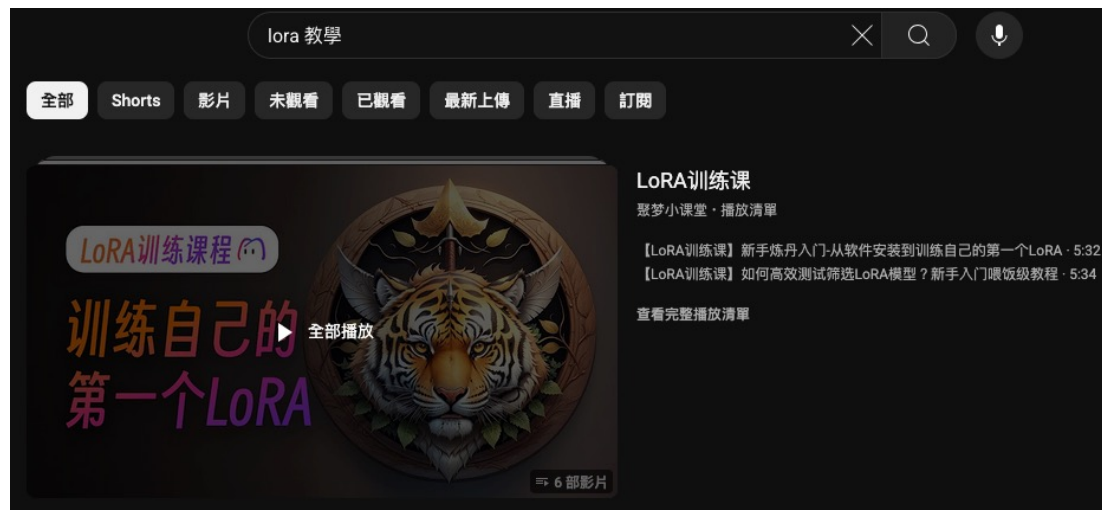 lora 教學
全部 Shorts 影片 未觀看 已觀看 最新上傳 直播 訂閱
LoRA训练课程
训练自己的
第一个LoRA
全部播放
6 部影片
LoRA训练课
聚梦小课堂 · 播放清單
【LoRA训练课】新手炼丹入门-从软件安装到训练自己的第一个LoRA · 5:32
【LoRA训练课】如何高效测试筛选LoRA模型？新手入门喂饭级教程 · 5:34
查看完整播放清單